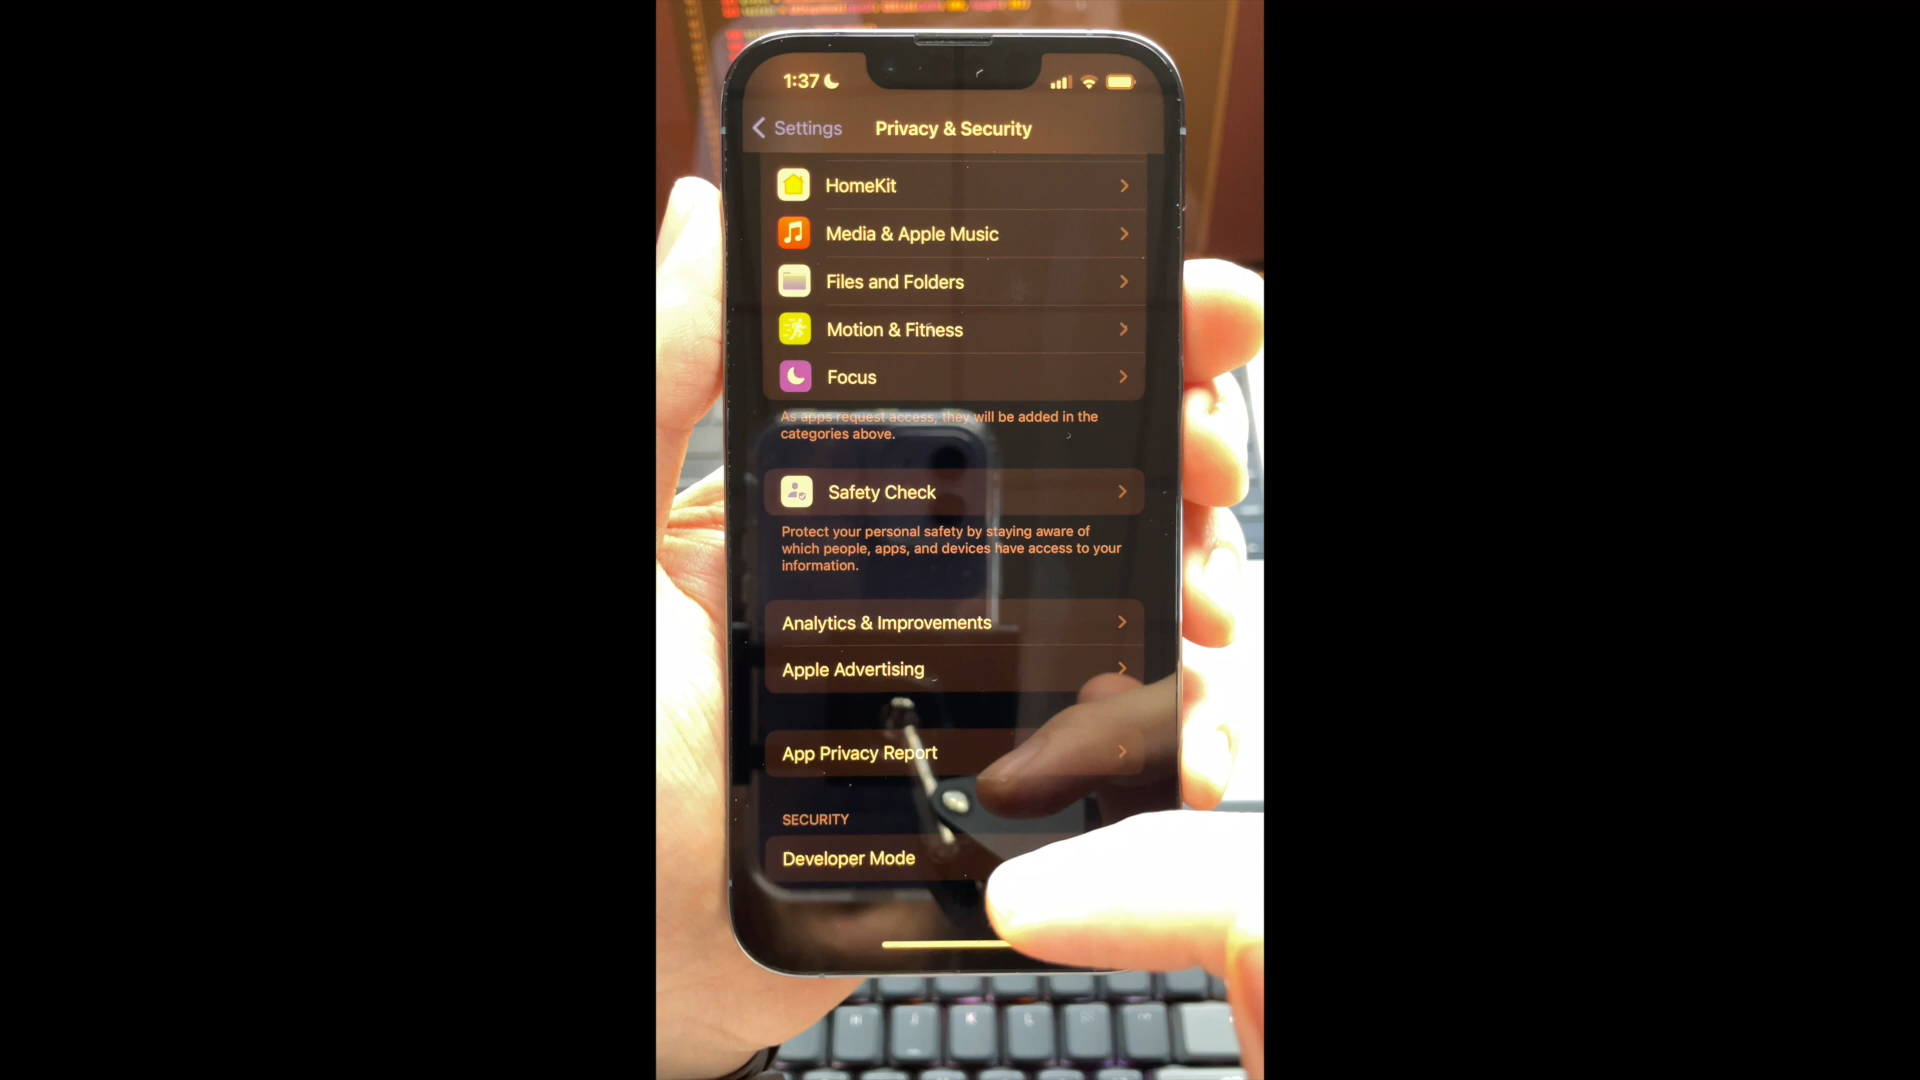 1:37
Settings
Privacy & Security
HomeKit
Media & Apple Music
Files and Folders
Motion & Fitness
Focus
As apps request access, they will be added in the
categories above.
Safety Check
Protect your personal safety by staying aware of
which people, apps, and devices have access to your
information.
Analytics & Improvements
Apple Advertising
App Privacy Report
SECURITY
Developer Mode